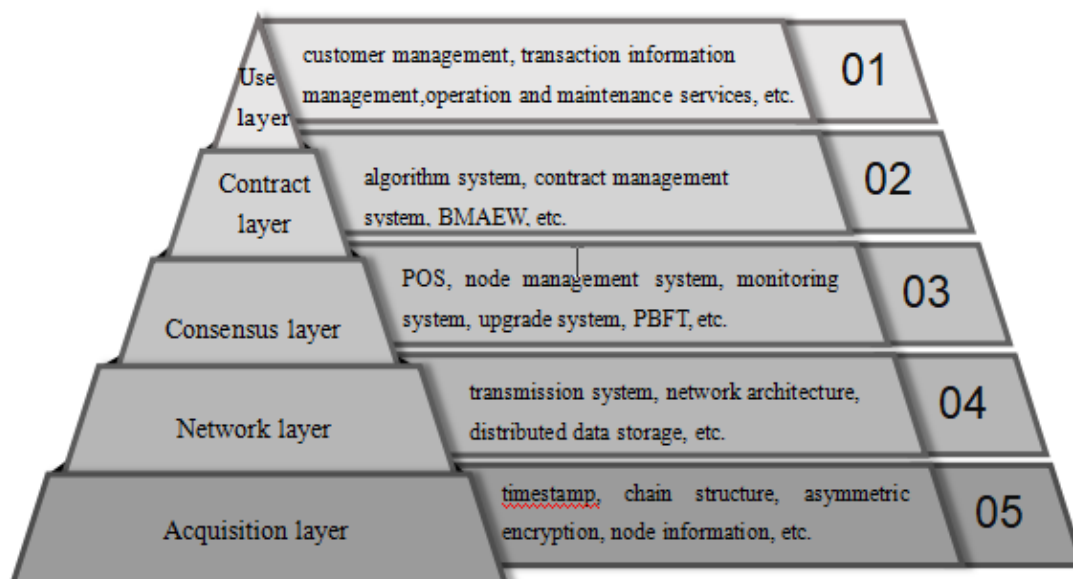 Use
layer
customer management, transaction information
management,operation and maintenance services, etc.
01
Contract
layer
algorithm system, contract management
system, BMAEW, etc.
02
Consensus layer
POS, node management system, monitoring
system, upgrade system, PBFT, etc.
03
Network layer
transmission system, network architecture,
distributed data storage, etc.
04
Acquisition layer
timestamp, chain structure, asymmetric
encryption, node information, etc.
05